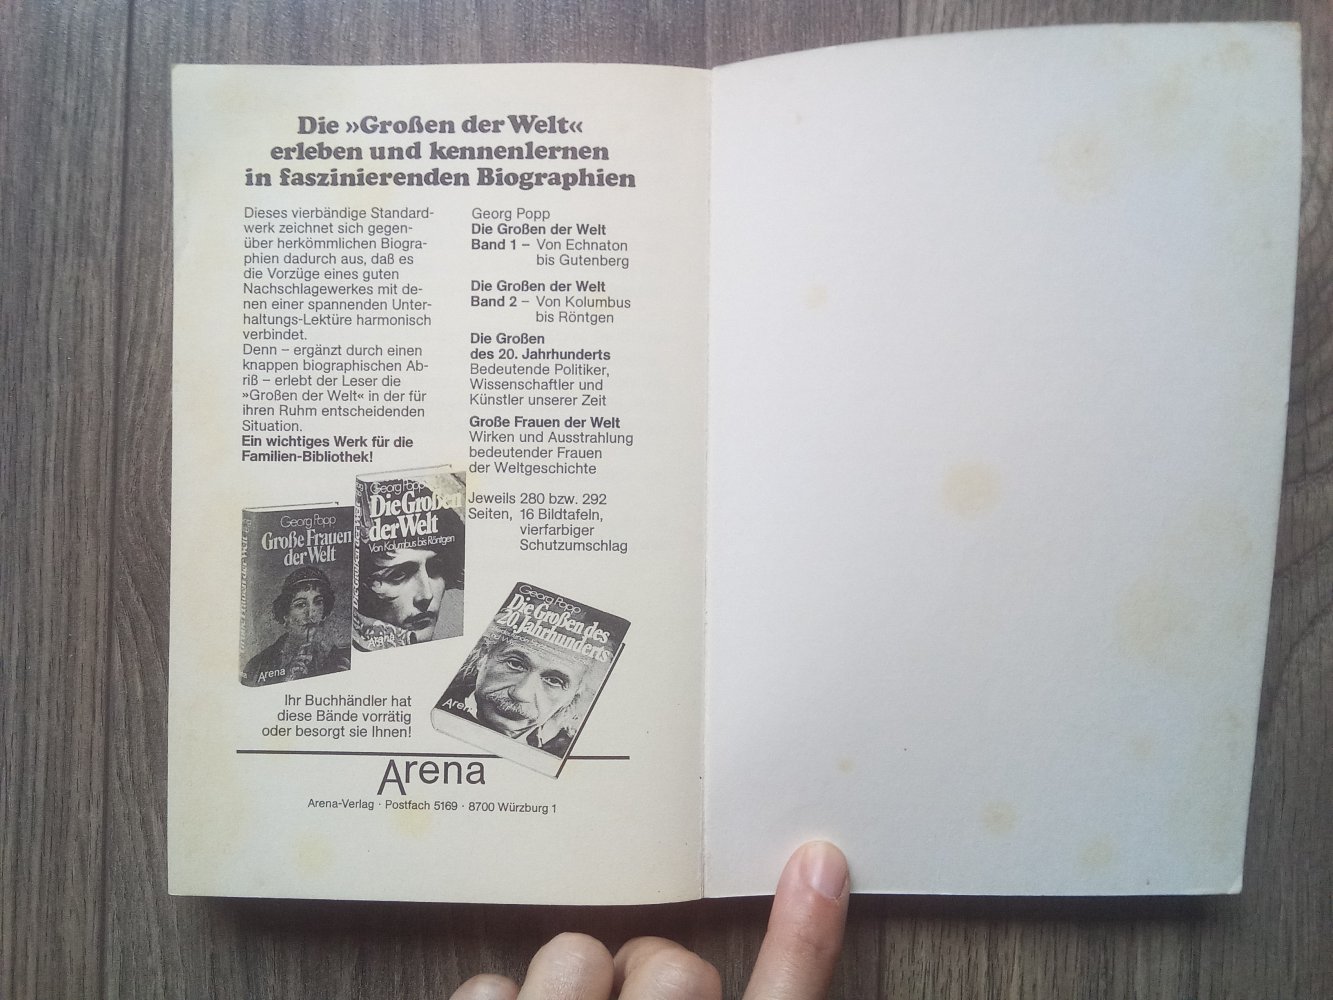 Die »Großen der Welt«
erleben und kennenlernen
in faszinierenden Biographien
Dieses vierbändige Standard-
werk zeichnet sich gegen-
über herkömmlichen Biogra-
phien dadurch aus, daß es
die Vorzüge eines guten
Nachschlagewerkes mit de-
nen einer spannenden Unter-
haltungs-Lektüre harmonisch
verbindet.
Denn – ergänzt durch einen
knappen biographischen Ab-
riß – erlebt der Leser die
»Großen der Welt« in der für
ihren Ruhm entscheidenden
Situation.
Ein wichtiges Werk für die
Familien-Bibliothek!
Georg Popp
Die Großen der Welt
Band 1 – Von Echnaton
bis Gutenberg
Die Großen der Welt
Band 2 – Von Kolumbus
bis Röntgen
Die Großen
des 20. Jahrhunderts
Bedeutende Politiker,
Wissenschaftler und
Künstler unserer Zeit
Große Frauen der Welt
Wirken und Ausstrahlung
bedeutender Frauen
der Weltgeschichte
Jeweils 280 bzw. 292
Seiten, 16 Bildtafeln,
vierfarbiger
Schutzumschlag
Georg Popp
Große Frauen
der Welt
Arena
Georg Popp
Die Großen
der Welt
Von Kolumbus bis Röntgen
Arena
Georg Popp
Die Großen des
20. Jahrhunderts
Arena
Ihr Buchhändler hat
diese Bände vorrätig
oder besorgt sie Ihnen!
Arena
Arena-Verlag · Postfach 5169 · 8700 Würzburg 1